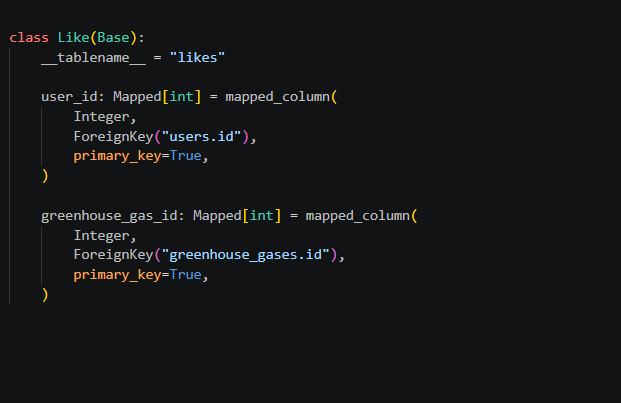 class Like(Base):
    __tablename__ = "likes"
    user_id: Mapped[int] = mapped_column(
        Integer,
        ForeignKey("users.id"),
        primary_key=True,
    )
    greenhouse_gas_id: Mapped[int] = mapped_column(
        Integer,
        ForeignKey("greenhouse_gases.id"),
        primary_key=True,
    )